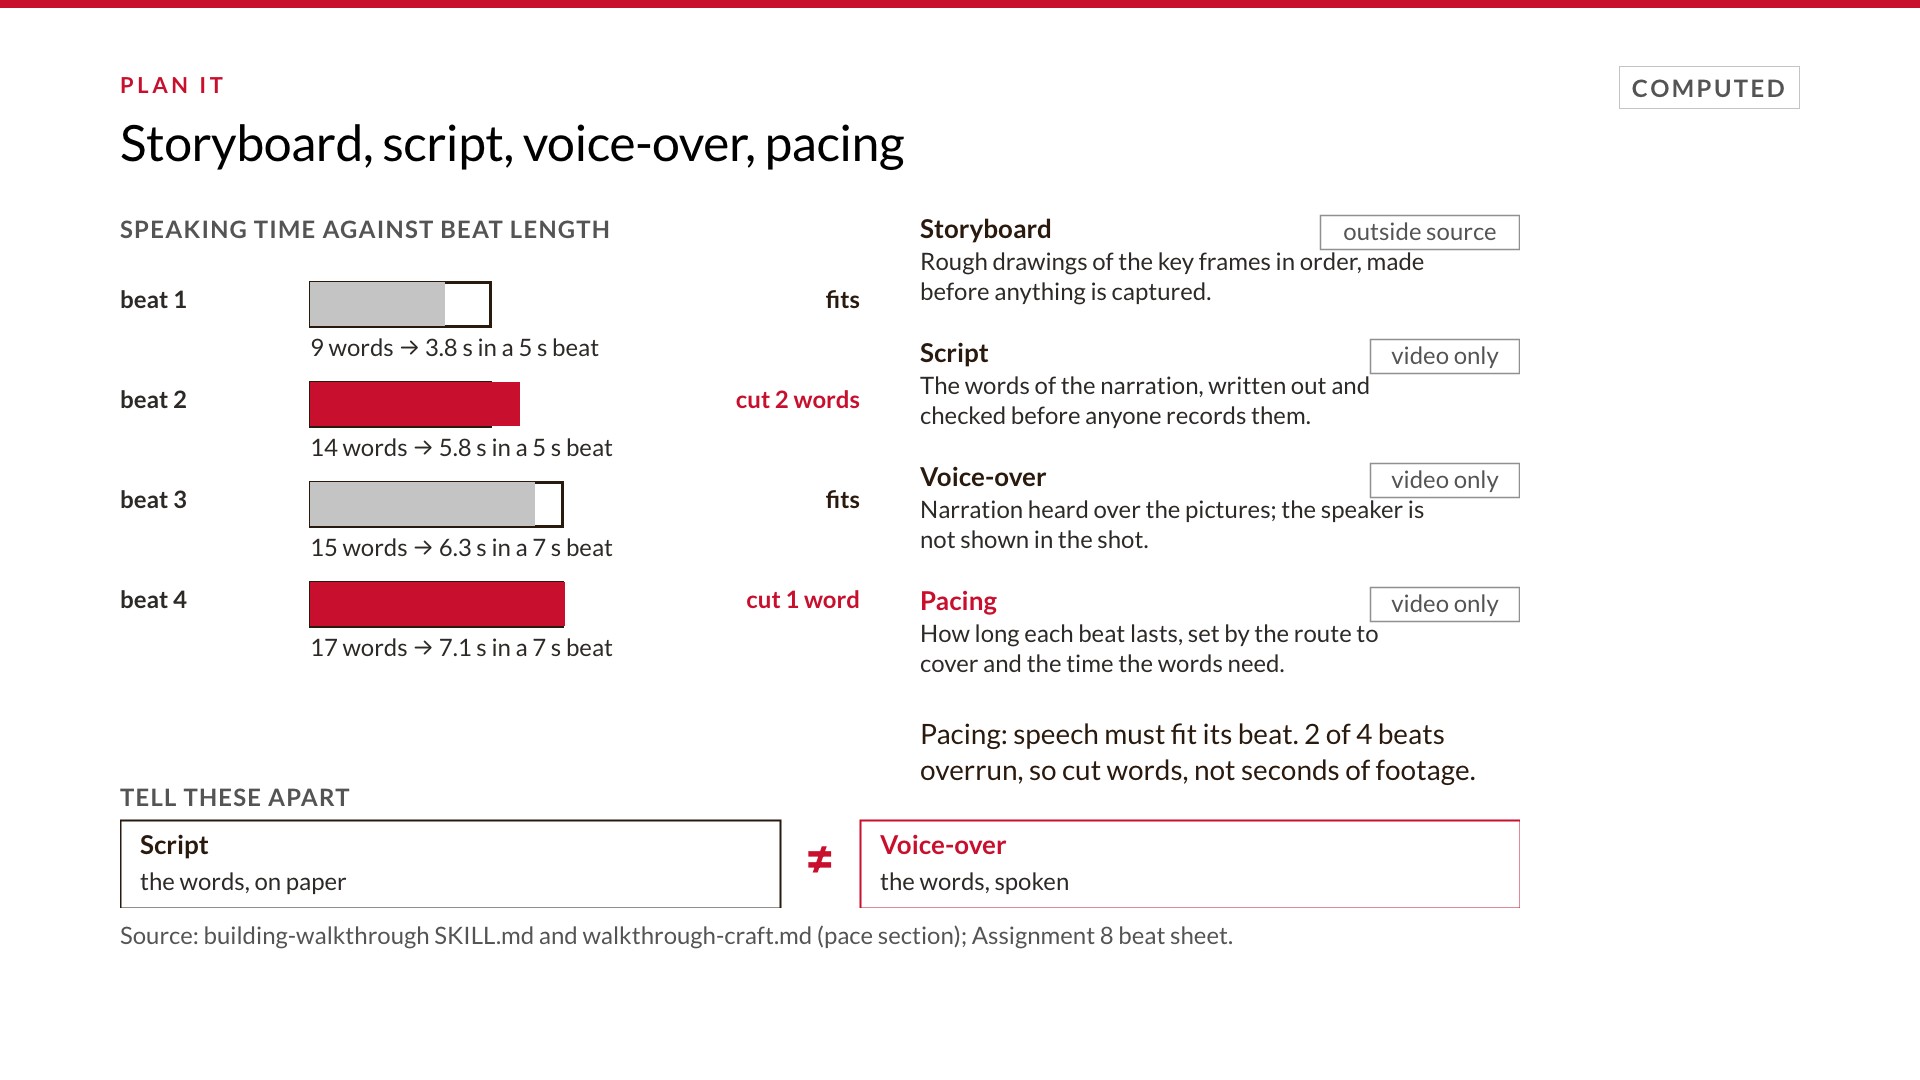 PLAN IT
COMPUTED
Storyboard, script, voice-over, pacing
SPEAKING TIME AGAINST BEAT LENGTH
beat 1
fits
9 words → 3.8 s in a 5 s beat
beat 2
cut 2 words
14 words → 5.8 s in a 5 s beat
beat 3
fits
15 words → 6.3 s in a 7 s beat
beat 4
cut 1 word
17 words → 7.1 s in a 7 s beat
Storyboard
outside source
Rough drawings of the key frames in order, made
before anything is captured.
Script
video only
The words of the narration, written out and
checked before anyone records them.
Voice-over
video only
Narration heard over the pictures; the speaker is
not shown in the shot.
Pacing
video only
How long each beat lasts, set by the route to
cover and the time the words need.
Pacing: speech must fit its beat. 2 of 4 beats
overrun, so cut words, not seconds of footage.
TELL THESE APART
Script
the words, on paper
≠
Voice-over
the words, spoken
Source: building-walkthrough SKILL.md and walkthrough-craft.md (pace section); Assignment 8 beat sheet.